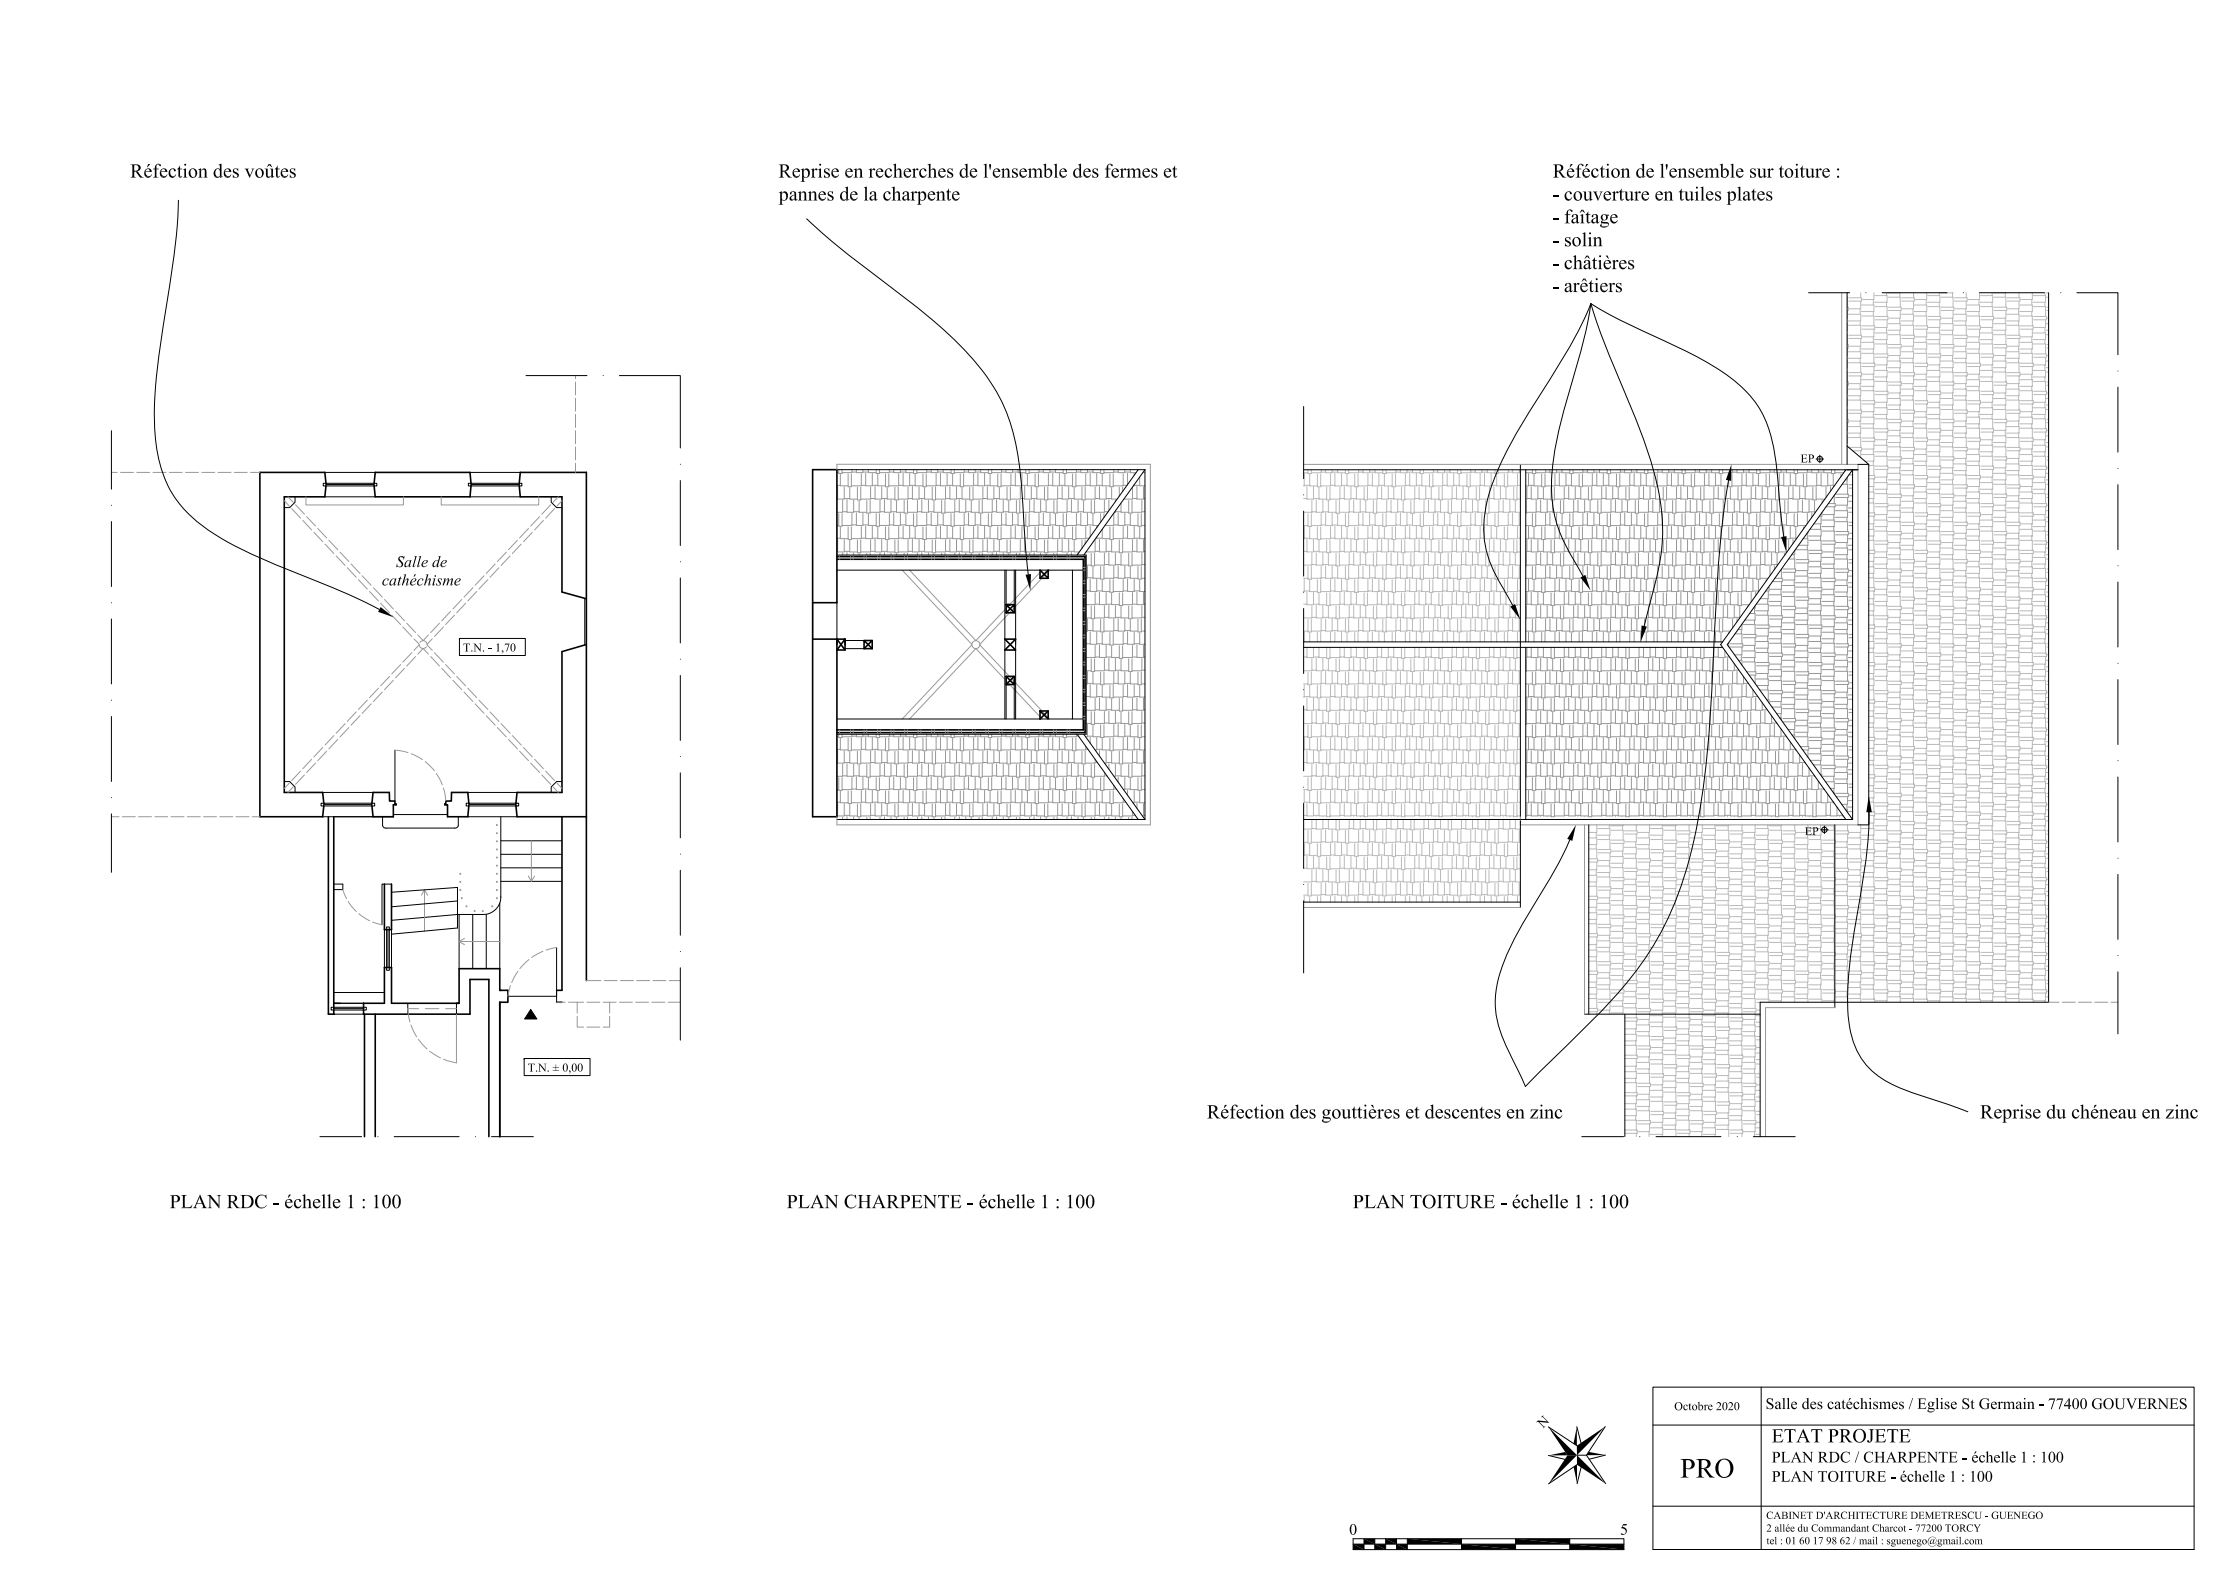 Réfection des voûtes
Reprise en recherches de l'ensemble des fermes et
pannes de la charpente
Réféction de l'ensemble sur toiture :
- couverture en tuiles plates
- faîtage
- solin
- châtières
- arêtiers
EP
Salle de
cathéchisme
T.N. - 1,70
EP
T.N. ± 0,00
Réfection des gouttières et descentes en zinc
Reprise du chéneau en zinc
PLAN RDC - échelle 1 : 100
PLAN CHARPENTE - échelle 1 : 100
PLAN TOITURE - échelle 1 : 100
N
0
5
Octobre 2020
Salle des catéchismes / Eglise St Germain - 77400 GOUVERNES
PRO
ETAT PROJETE
PLAN RDC / CHARPENTE - échelle 1 : 100
PLAN TOITURE - échelle 1 : 100
CABINET D'ARCHITECTURE DEMETRESCU - GUENEGO
2 allée du Commandant Charcot - 77200 TORCY
tel : 01 60 17 98 62 / mail : sguenego@gmail.com